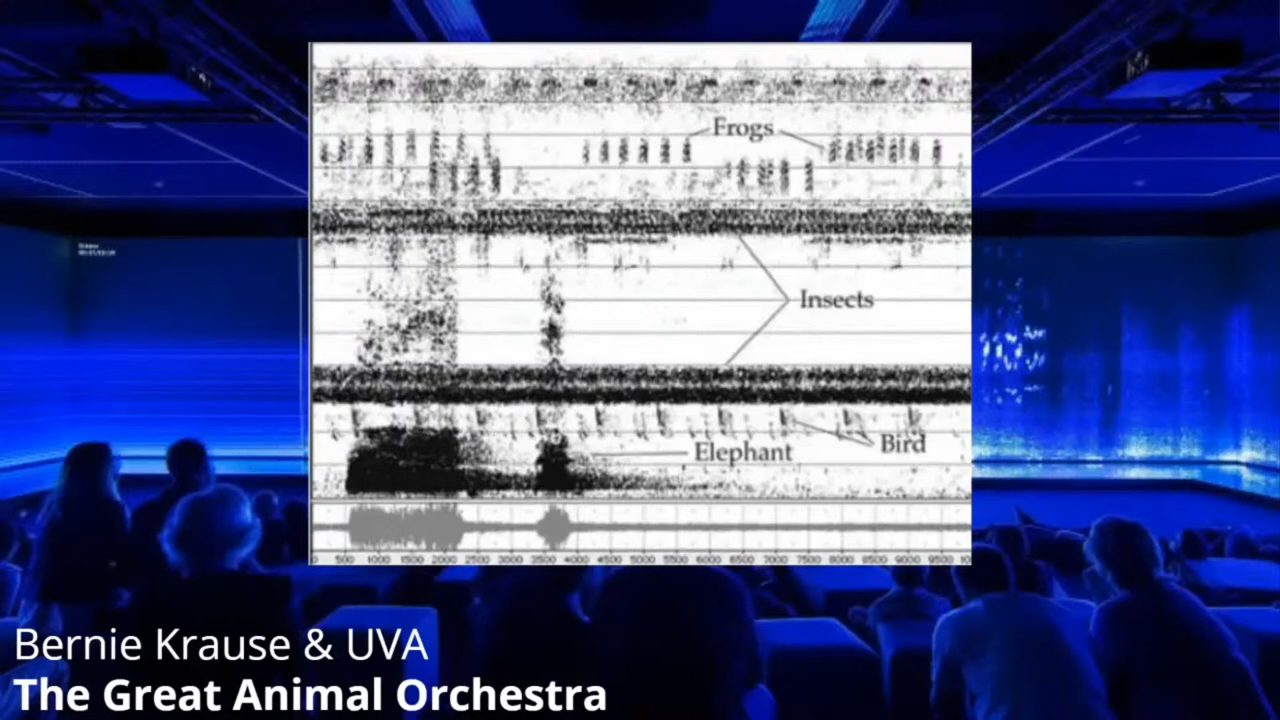 Frogs
Insects
Bird
Elephant
500 1000 1500 2000 2500 3000 3500 4000 4500 5000 5500 6000 6500 7000 7500 8000 8500 9000 9500
Bernie Krause & UVA
The Great Animal Orchestra